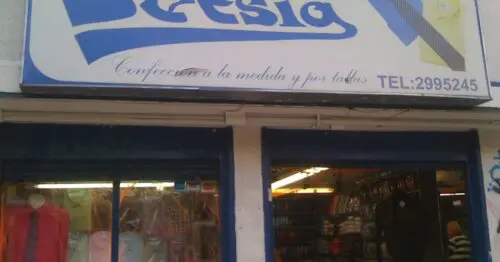 Confección a la medida y por tallas
TEL:2995245